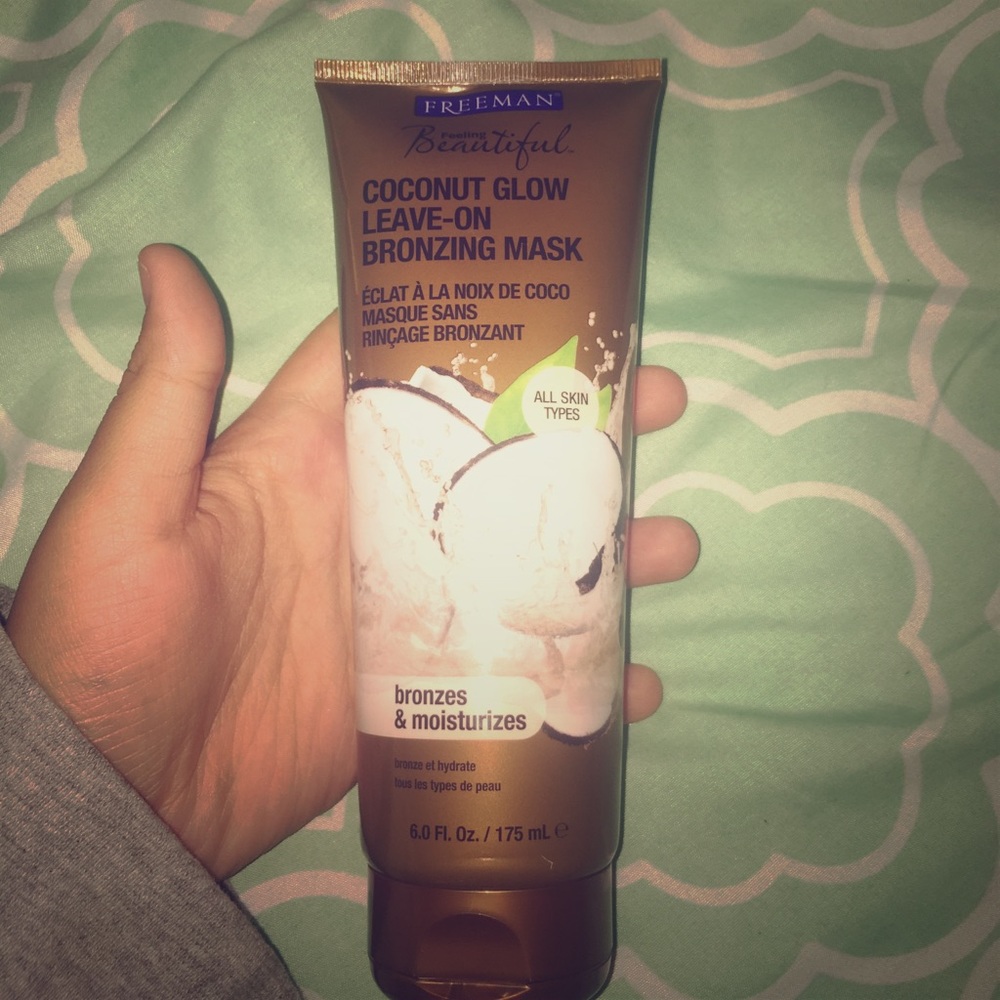 FREEMAN
Feeling
Beautiful
COCONUT GLOW
LEAVE-ON
BRONZING MASK
ÉCLAT À LA NOIX DE COCO
MASQUE SANS
RINÇAGE BRONZANT
ALL SKIN
TYPES
bronzes
& moisturizes
bronze et hydrate
tous les types de peau
6.0 Fl. Oz. / 175 mL ℮